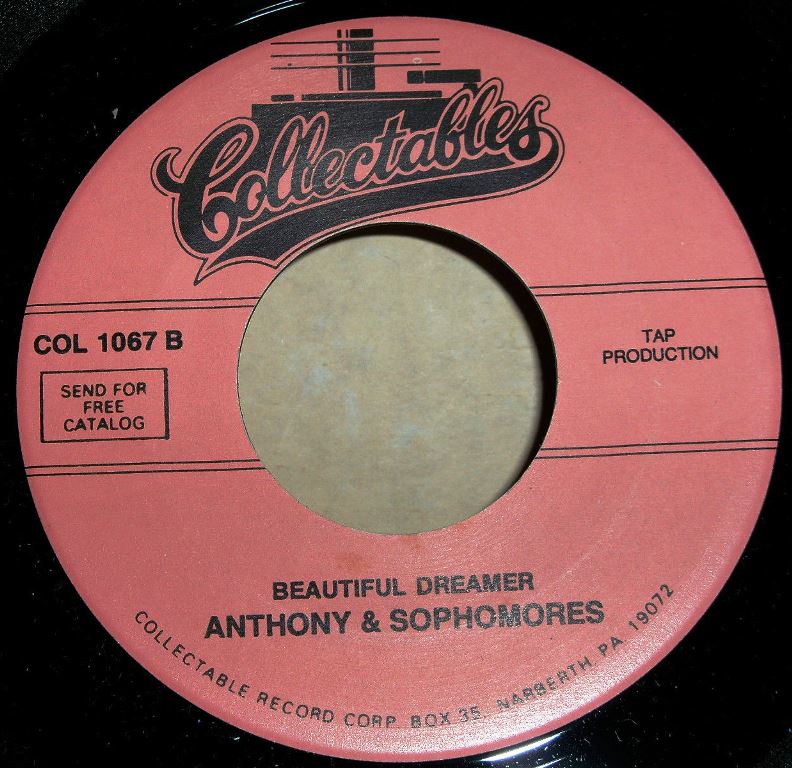 Collectables
COL 1067 B
SEND FOR
FREE
CATALOG
TAP
PRODUCTION
BEAUTIFUL DREAMER
ANTHONY & SOPHOMORES
COLLECTABLE RECORD CORP. BOX 35, NARBERTH, PA 19072